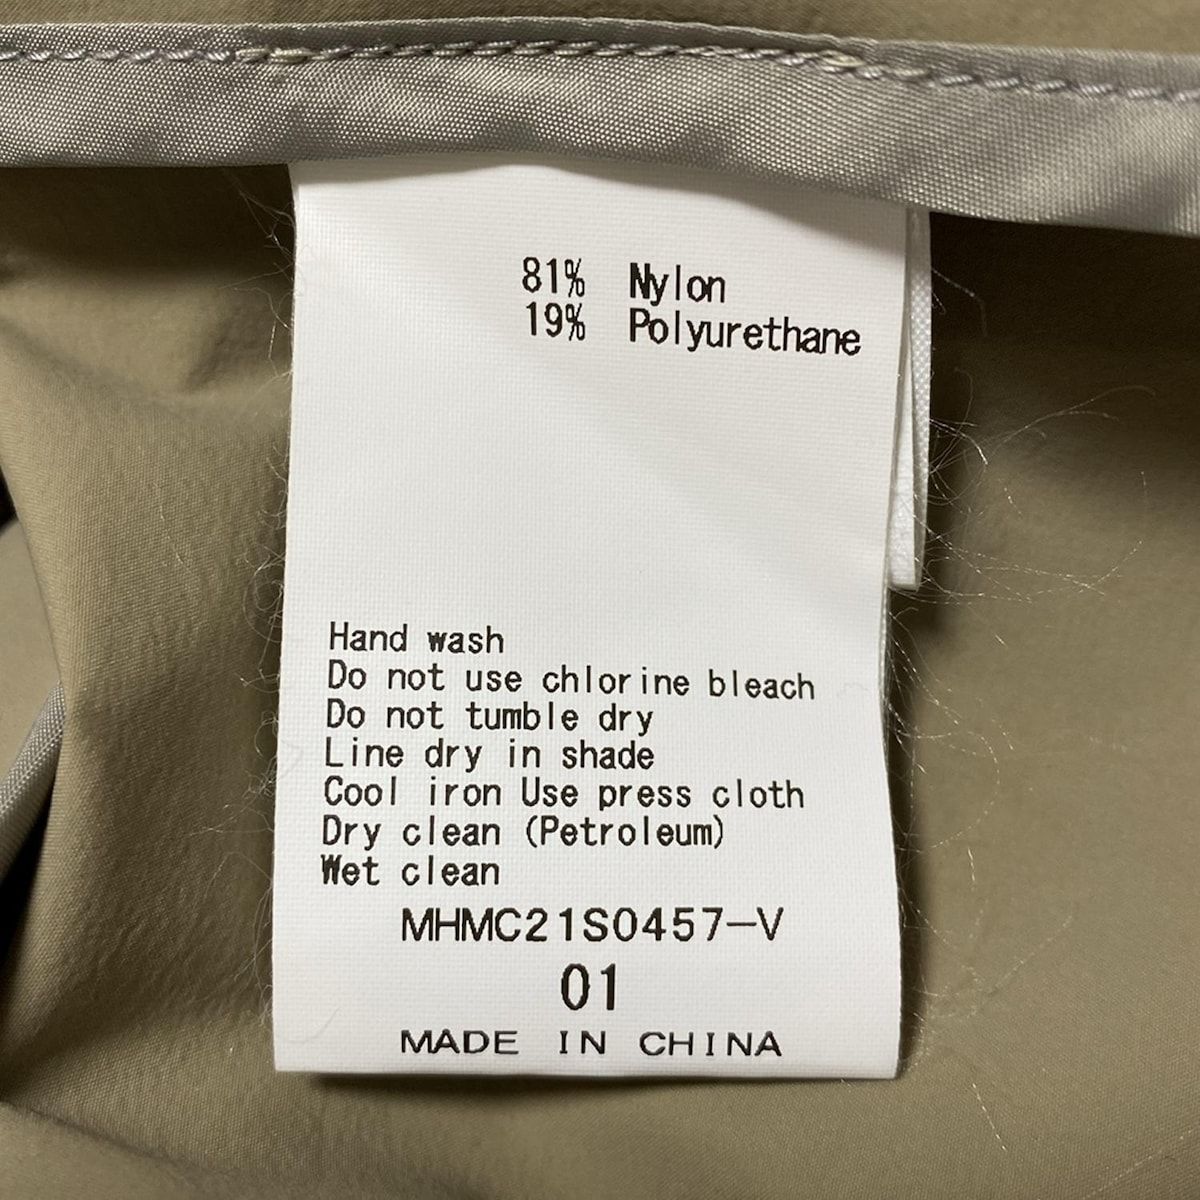 81% Nylon
19% Polyurethane
Hand wash
Do not use chlorine bleach
Do not tumble dry
Line dry in shade
Cool iron Use press cloth
Dry clean (Petroleum)
Wet clean
MHMC21S0457-V
01
MADE IN CHINA